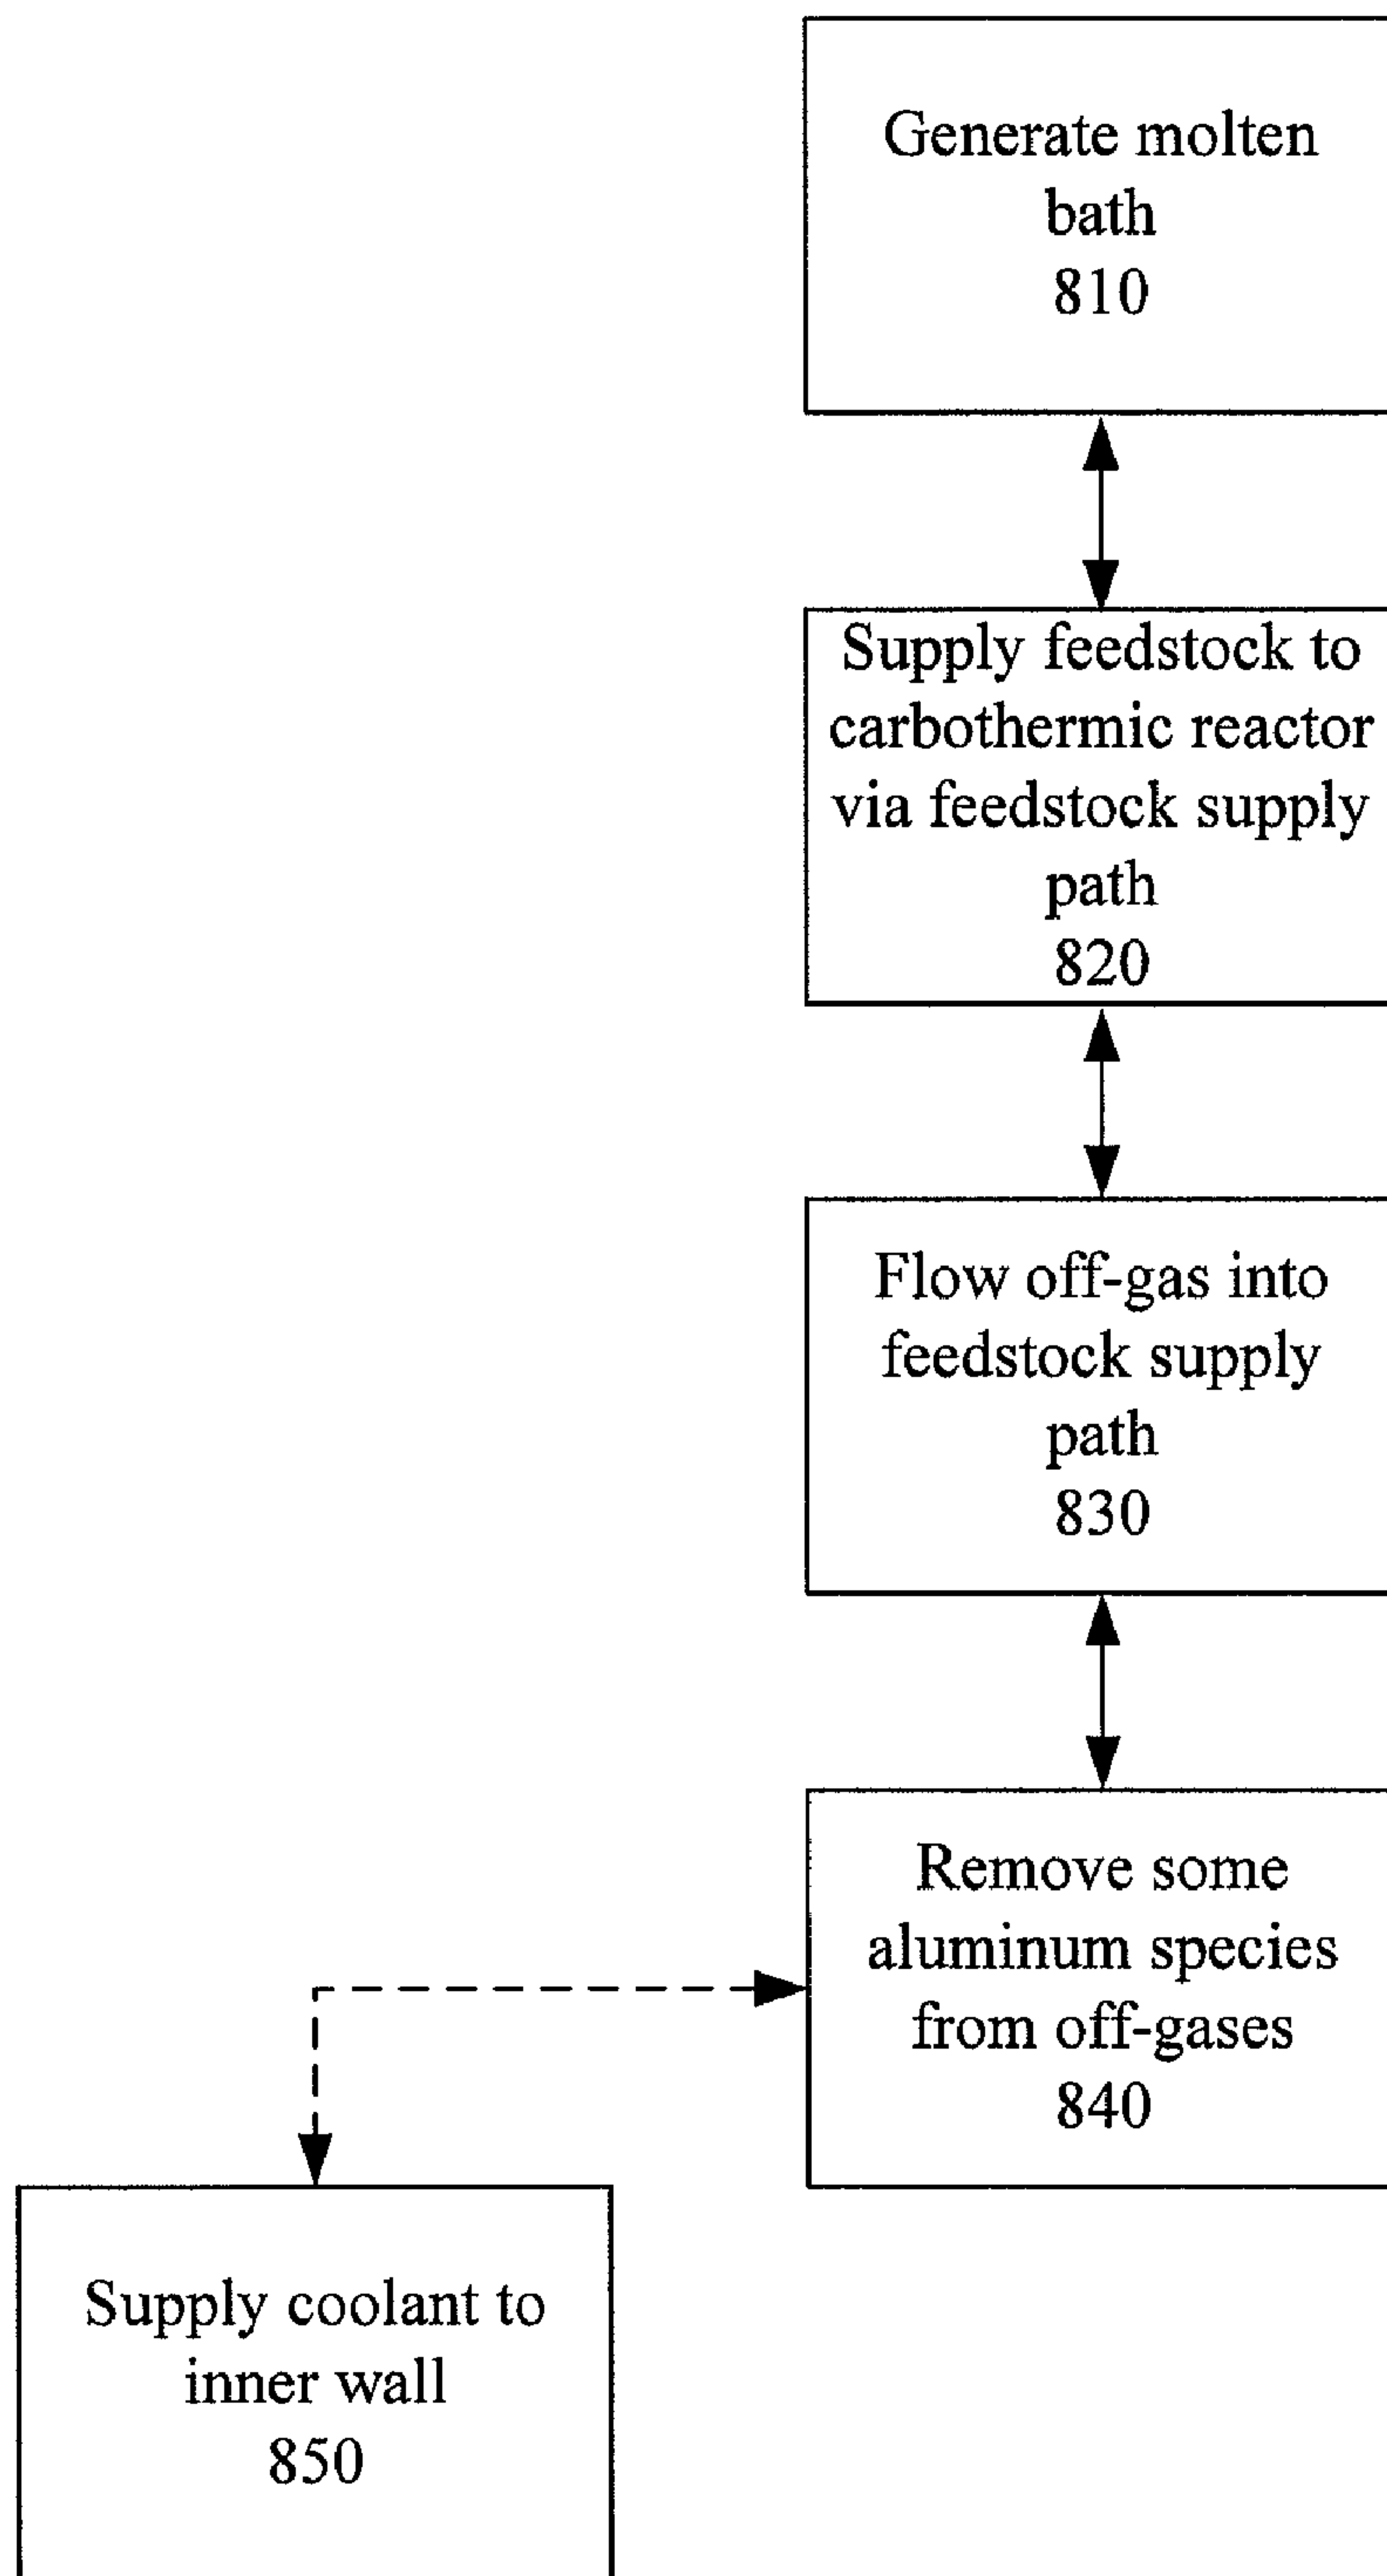 Generate molten
bath
810
Supply feedstock to
carbothermic reactor
via feedstock supply
path
820
Flow off-gas into
feedstock supply
path
830
Remove some
aluminum species
from off-gases
840
Supply coolant to
inner wall
850